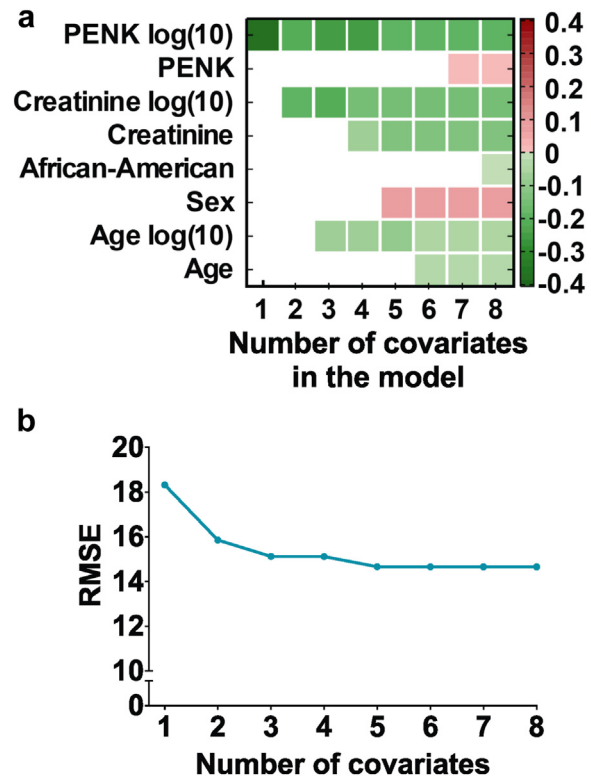 a
PENK log(10)
PENK
Creatinine log(10)
Creatinine
African-American
Sex
Age log(10)
Age
0.4
0.3
0.2
0.1
0
-0.1
-0.2
-0.3
-0.4
1 2 3 4 5 6 7 8
Number of covariates
in the model
b
RMSE
20
18
16
14
12
10
0
1 2 3 4 5 6 7 8
Number of covariates